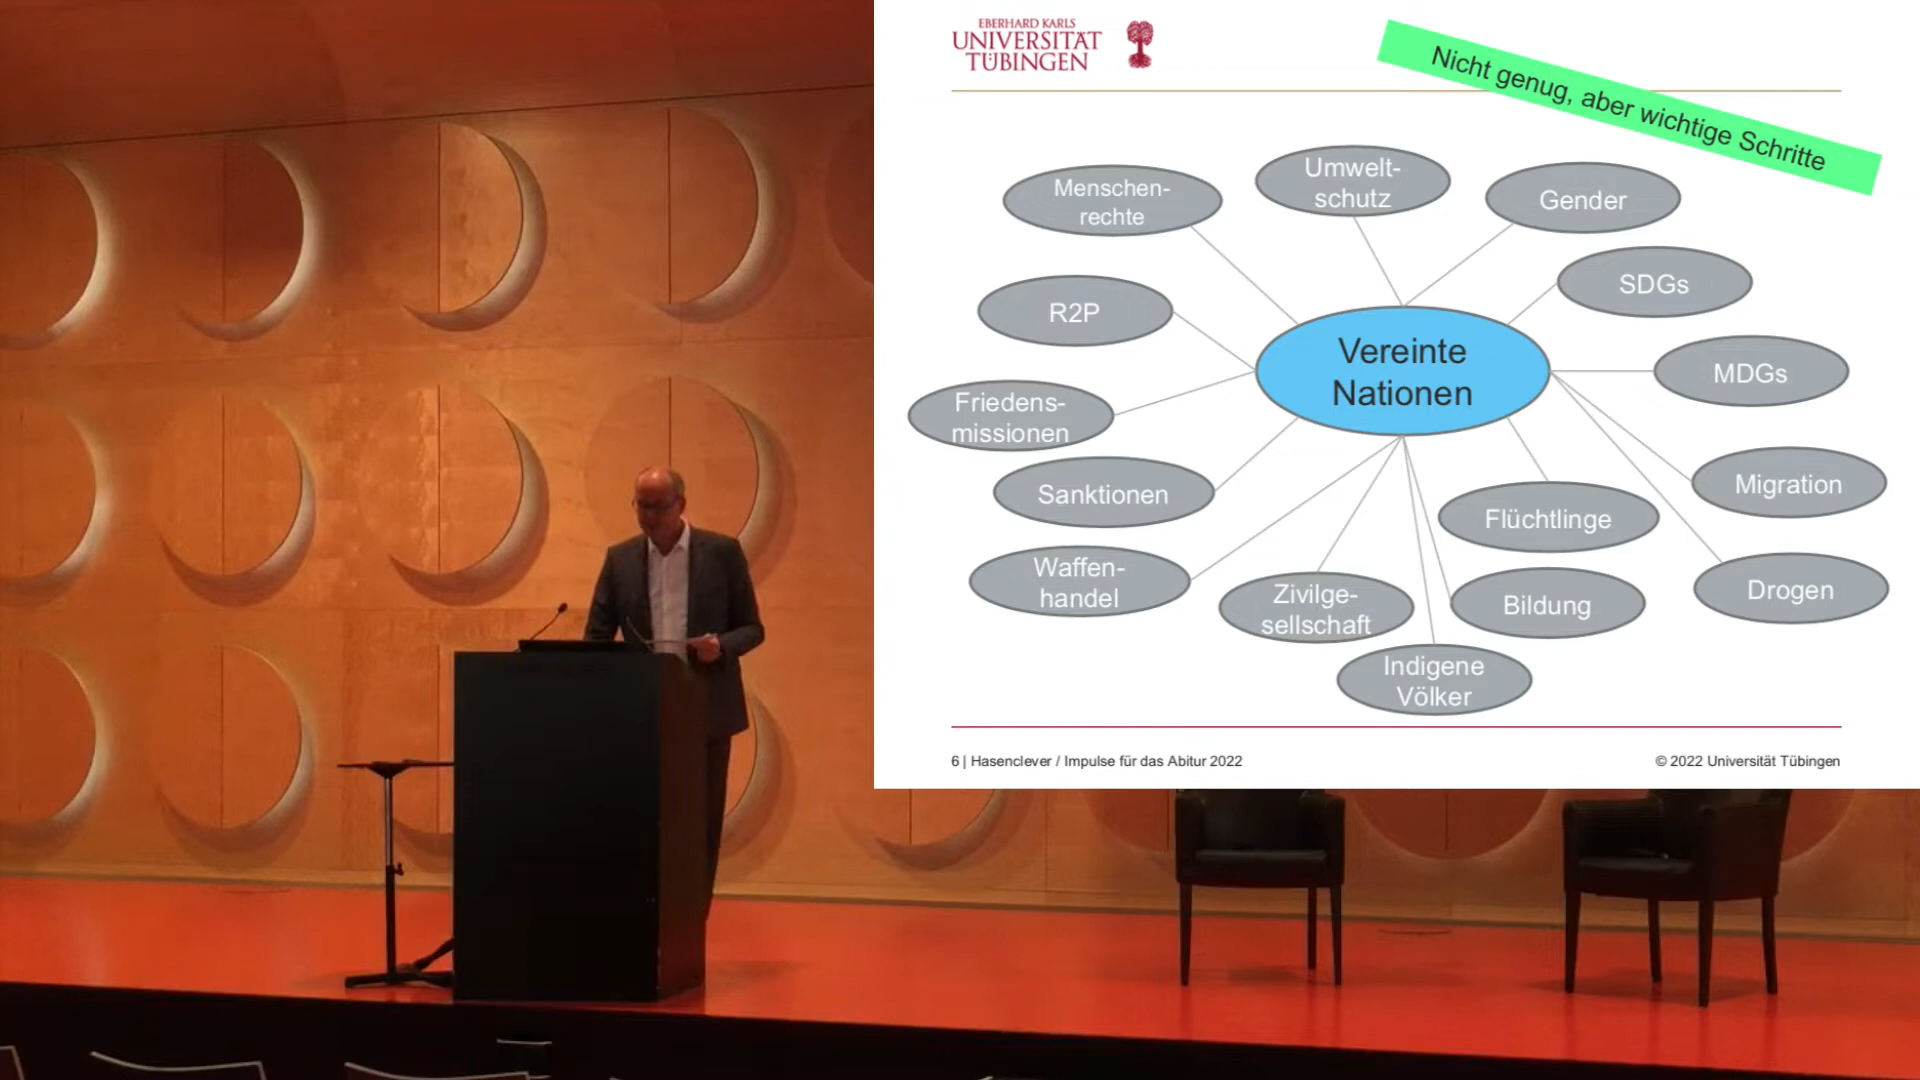 EBERHARD KARLS
UNIVERSITÄT
TÜBINGEN
Nicht genug, aber wichtige Schritte
Menschen-
rechte
Umwelt-
schutz
Gender
SDGs
R2P
Vereinte
Nationen
MDGs
Friedens-
missionen
Sanktionen
Migration
Flüchtlinge
Waffen-
handel
Zivilge-
sellschaft
Bildung
Drogen
Indigene
Völker
6 | Hasenclever / Impulse für das Abitur 2022
© 2022 Universität Tübingen